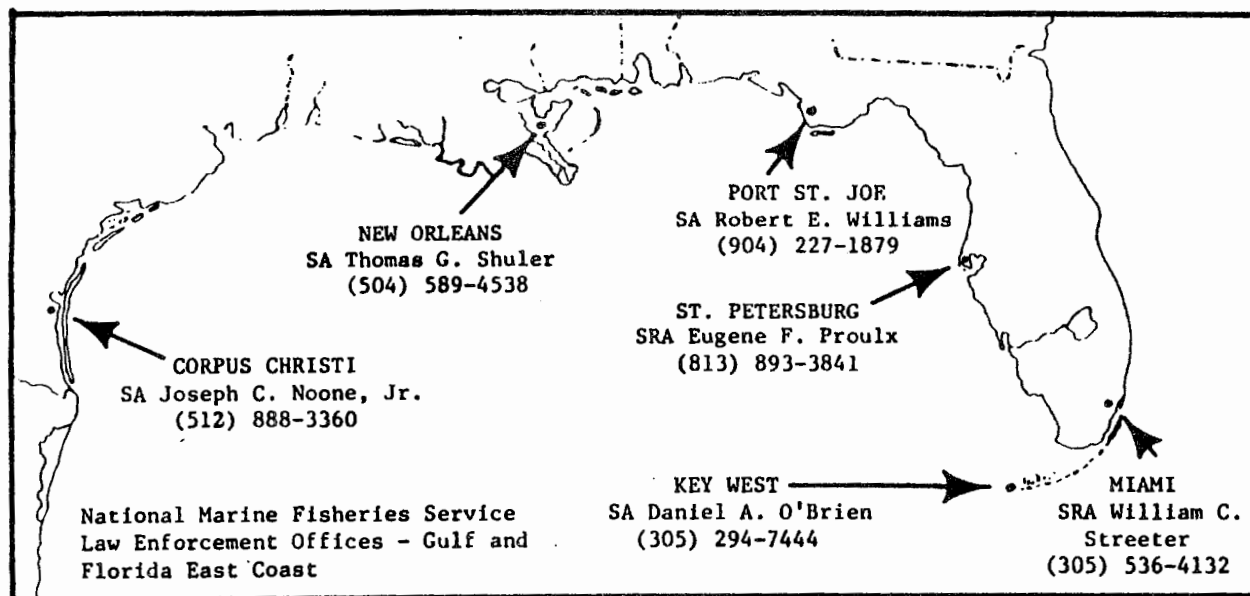 NEW ORLEANS
SA Thomas G. Shuler
(504) 589-4538
PORT ST. JOE
SA Robert E. Williams
(904) 227-1879
ST. PETERSBURG
SRA Eugene F. Proulx
(813) 893-3841
CORPUS CHRISTI
SA Joseph C. Noone, Jr.
(512) 888-3360
KEY WEST
SA Daniel A. O'Brien
(305) 294-7444
MIAMI
SRA William C.
Streeter
(305) 536-4132
National Marine Fisheries Service
Law Enforcement Offices - Gulf and
Florida East Coast